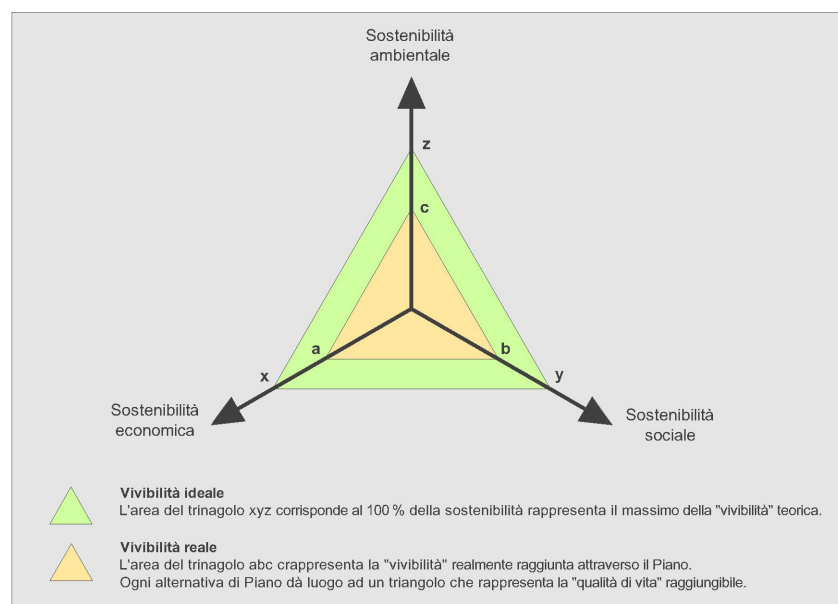 Sostenibilità
ambientale
z
c
a
b
x
y
Sostenibilità
economica
Sostenibilità
sociale
Vivibilità ideale
L'area del trinagolo xyz corrisponde al 100 % della sostenibilità rappresenta il massimo della "vivibilità" teorica.
Vivibilità reale
L'area del trinagolo abc crappresenta la "vivibilità" realmente raggiunta attraverso il Piano.
Ogni alternativa di Piano dà luogo ad un triangolo che rappresenta la "qualità di vita" raggiungibile.